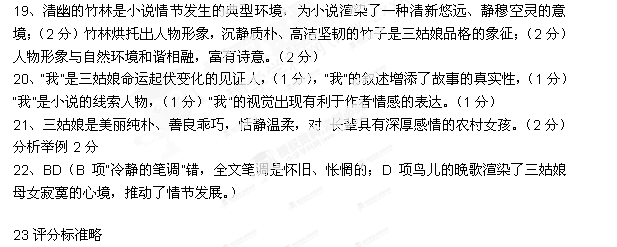 19、清幽的竹林是小说情节发生的典型环境，为小说渲染了一种清新悠远、静穆空灵的意
境；（2 分）竹林烘托出人物形象，沉静质朴、高洁坚韧的竹子是三姑娘品格的象征；（2 分）
人物形象与自然环境和谐相融，富有诗意。（2 分）
20、“我”是三姑娘命运起伏变化的见证人，（1 分），“我”的叙述增添了故事的真实性，（1 分）
“我”是小说的线索人物，（1 分）“我”的视觉出现有利于作者情感的表达。（1 分）
21、三姑娘是美丽纯朴、善良乖巧，恬静温柔，对 长辈具有深厚感情的农村女孩。（2 分）
分析举例 2 分
22、BD（B 项“冷静的笔调”错，全文笔调是怀旧、怅惘的；D 项鸟儿的晚歌渲染了三姑娘
母女寂寞的心境，推动了情节发展。）
23 评分标准略